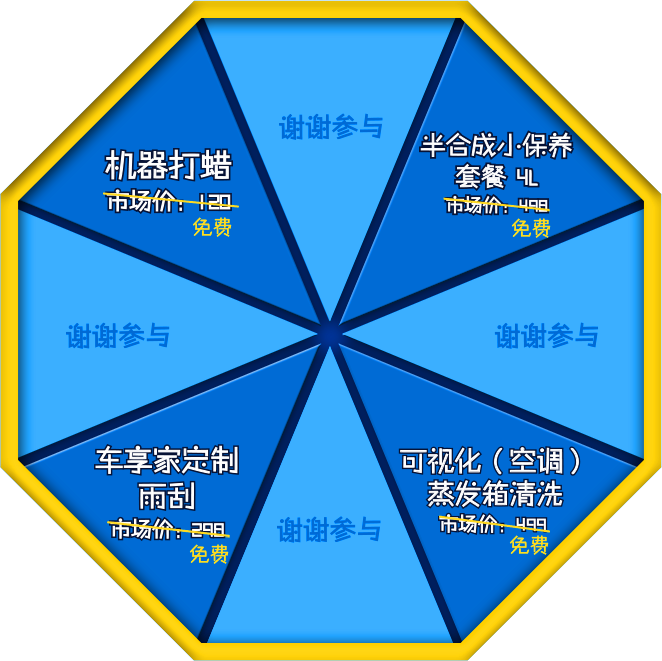 谢谢参与
机器打蜡
市场价：120
免费
半合成小保养
套餐 4L
市场价：498
免费
谢谢参与
谢谢参与
车享家定制
雨刮
市场价：298
免费
可视化（空调）
蒸发箱清洗
市场价：499
免费
谢谢参与